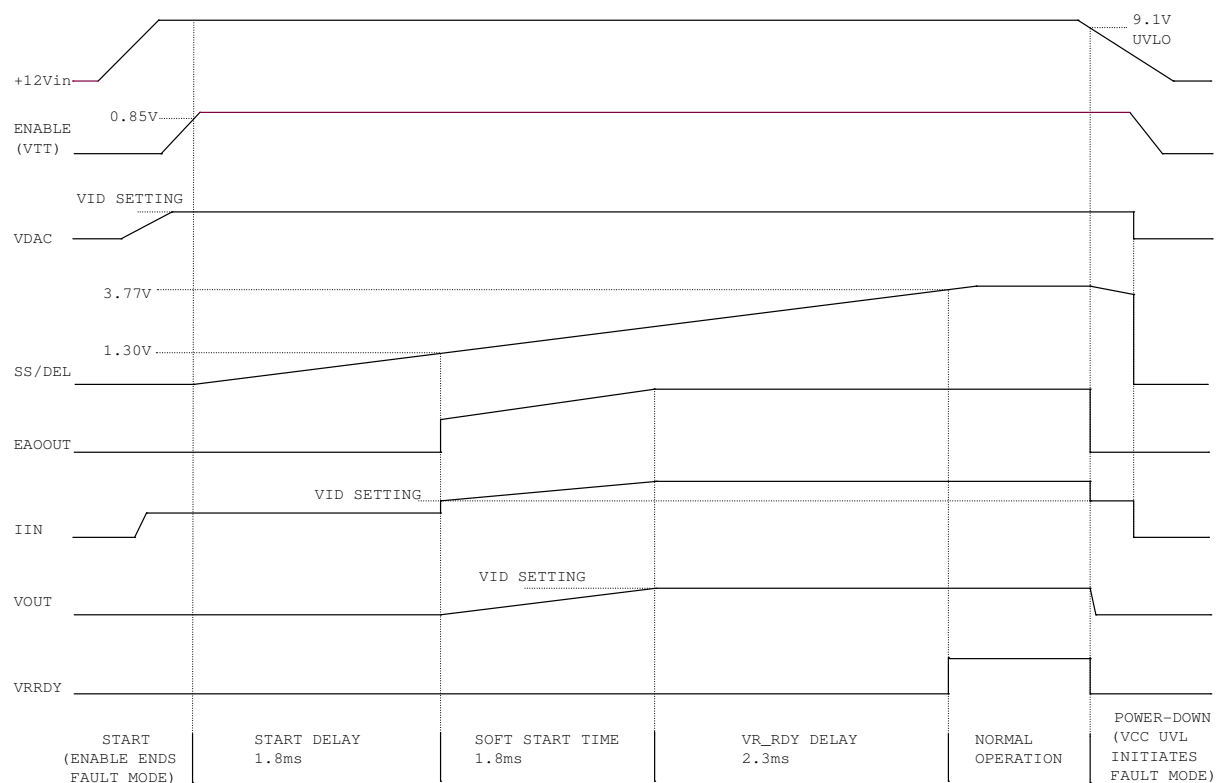 9.1V
UVLO
+12Vin
0.85V
ENABLE
(VTT)
VID SETTING
VDAC
3.77V
1.30V
SS/DEL
EAOOUT
VID SETTING
IIN
VID SETTING
VOUT
VRRDY
START
(ENABLE ENDS
FAULT MODE)
START DELAY
1.8ms
SOFT START TIME
1.8ms
VR_RDY DELAY
2.3ms
NORMAL
OPERATION
POWER-DOWN
(VCC UVL
INITIATES
FAULT MODE)